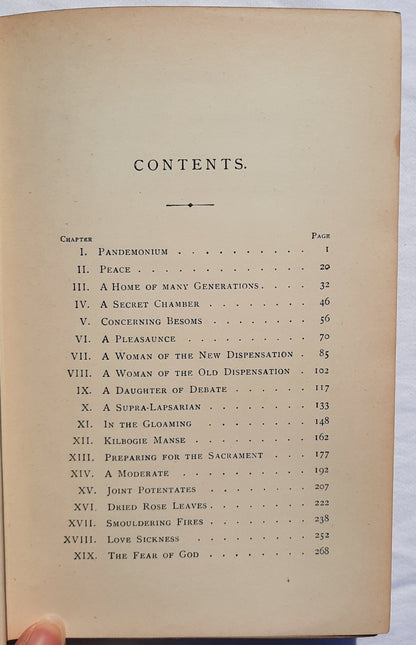 CONTENTS.
CHAPTER PAGE
I. PANDEMONIUM . . . . . . . . . . 1
II. PEACE . . . . . . . . . . . . . 20
III. A HOME OF MANY GENERATIONS . . . . 32
IV. A SECRET CHAMBER . . . . . . . . 46
V. CONCERNING BESOMS . . . . . . . . 56
VI. A PLEASAUNCE . . . . . . . . . . 70
VII. A WOMAN OF THE NEW DISPENSATION . 85
VIII. A WOMAN OF THE OLD DISPENSATION . 102
IX. A DAUGHTER OF DEBATE . . . . . . 117
X. A SUPRA-LAPSARIAN . . . . . . . . 133
XI. IN THE GLOAMING . . . . . . . . 148
XII. KILBOGIE MANSE . . . . . . . . . 162
XIII. PREPARING FOR THE SACRAMENT . . . 177
XIV. A MODERATE . . . . . . . . . . 192
XV. JOINT POTENTATES . . . . . . . . 207
XVI. DRIED ROSE LEAVES . . . . . . . . 222
XVII. SMOULDERING FIRES . . . . . . . . 238
XVIII. LOVE SICKNESS . . . . . . . . . 252
XIX. THE FEAR OF GOD . . . . . . . . 268